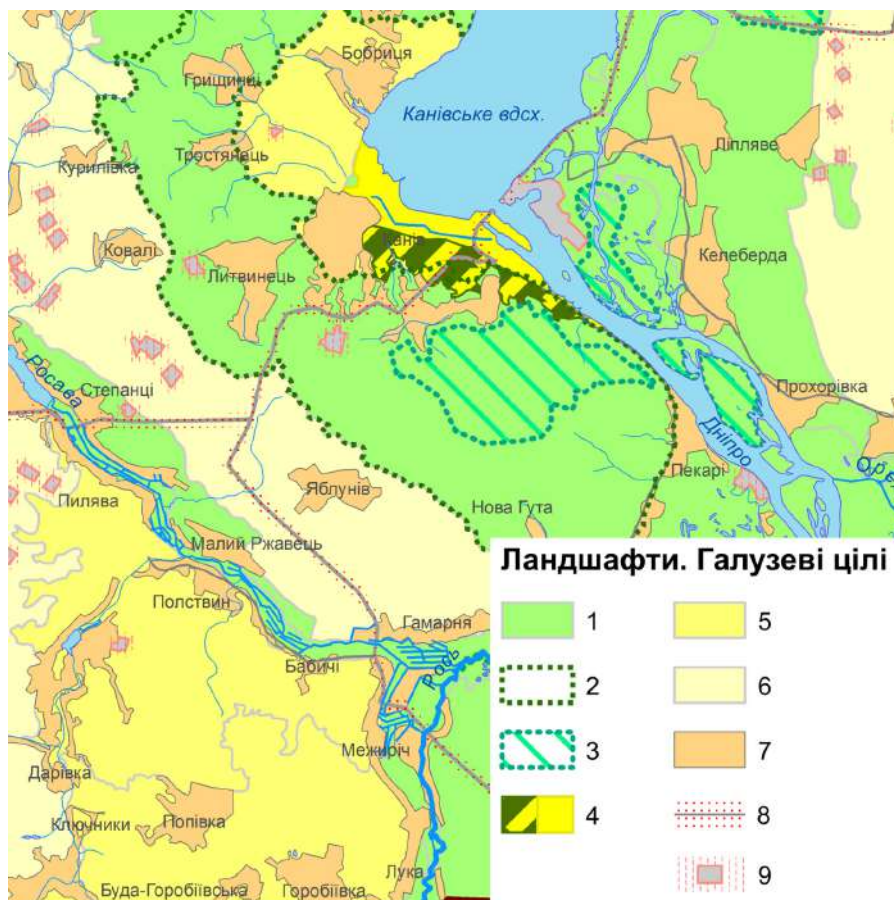 Бобриця
Грищинці
Канівське вдсх.
Ліпляве
Тростянець
Курилівка
Канів
Ковалі
Литвинець
Келеберда
Росава
Степанці
Прохорівка
Дніпро
Пекарі
Яблунів
Пилява
Нова Гута
Малий Ржавець
Полствин
Гамарня
Бабичі
Рось
Межиріч
Дарівка
Ключники
Попівка
Лука
Буда-Горобіївська
Горобіївка
Ландшафти. Галузеві цілі
1
2
3
4
5
6
7
8
9